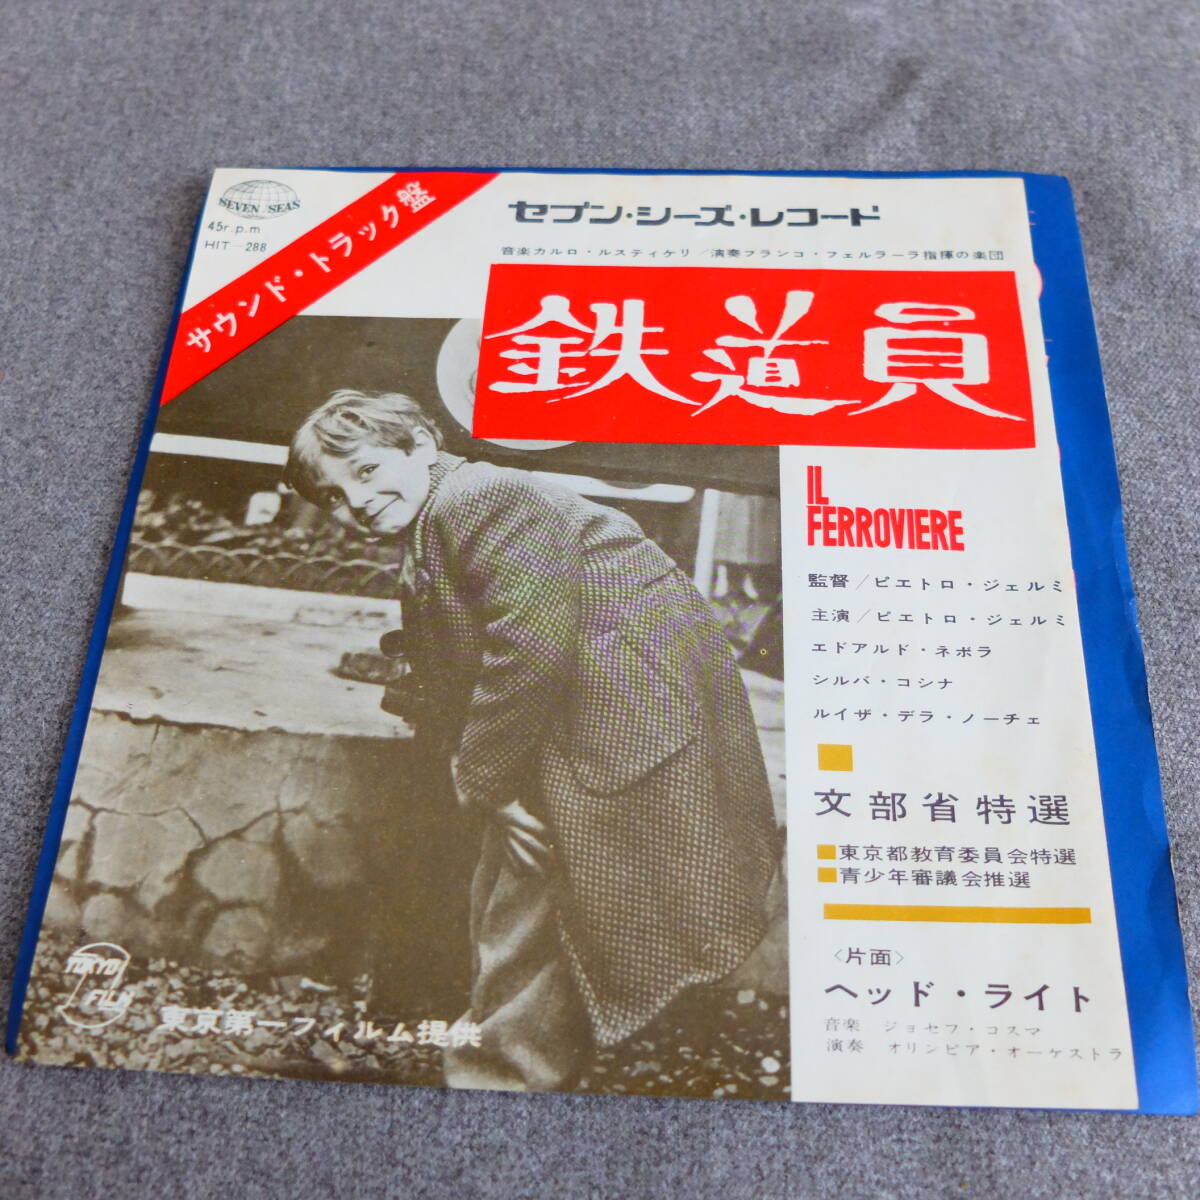 SEVEN SEAS
45r.p.m
HIT－288
サウンド・トラック盤
セブン・シーズ・レコード
音楽カルロ・ルスティケリ／演奏フランコ・フェルラーラ指揮の楽団
鉄道員
IL
FERROVIERE
監督／ピエトロ・ジェルミ
主演／ピエトロ・ジェルミ
エドアルド・ネボラ
シルバ・コシナ
ルイザ・デラ・ノーチェ
文部省特選
■東京都教育委員会特選
■青少年審議会推選
〈片面〉
ヘッド・ライト
音楽 ジョセフ・コスマ
演奏 オリンピア・オーケストラ
TOKYO
FILM
東京第一フィルム提供